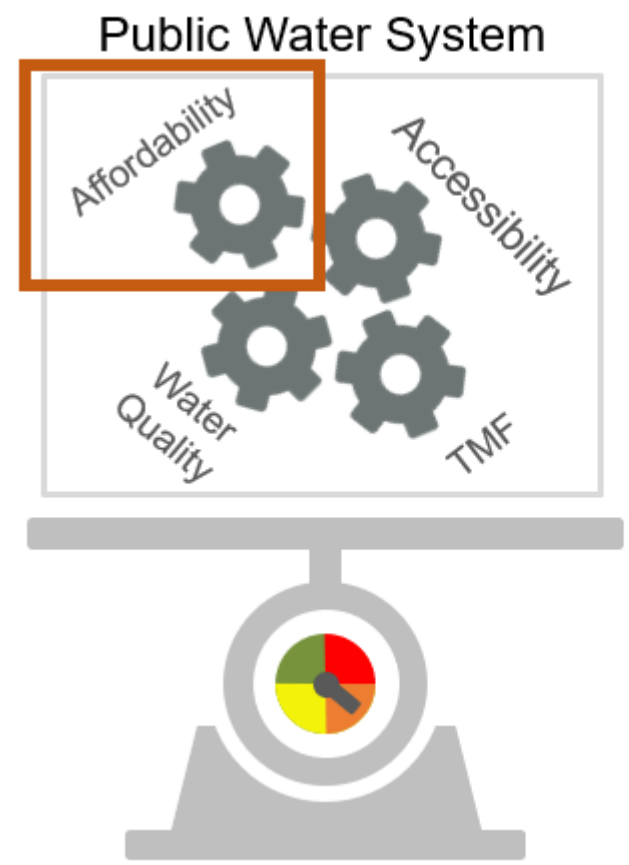 Public Water System
Affordability
Accessibility
Water
Quality
TMF